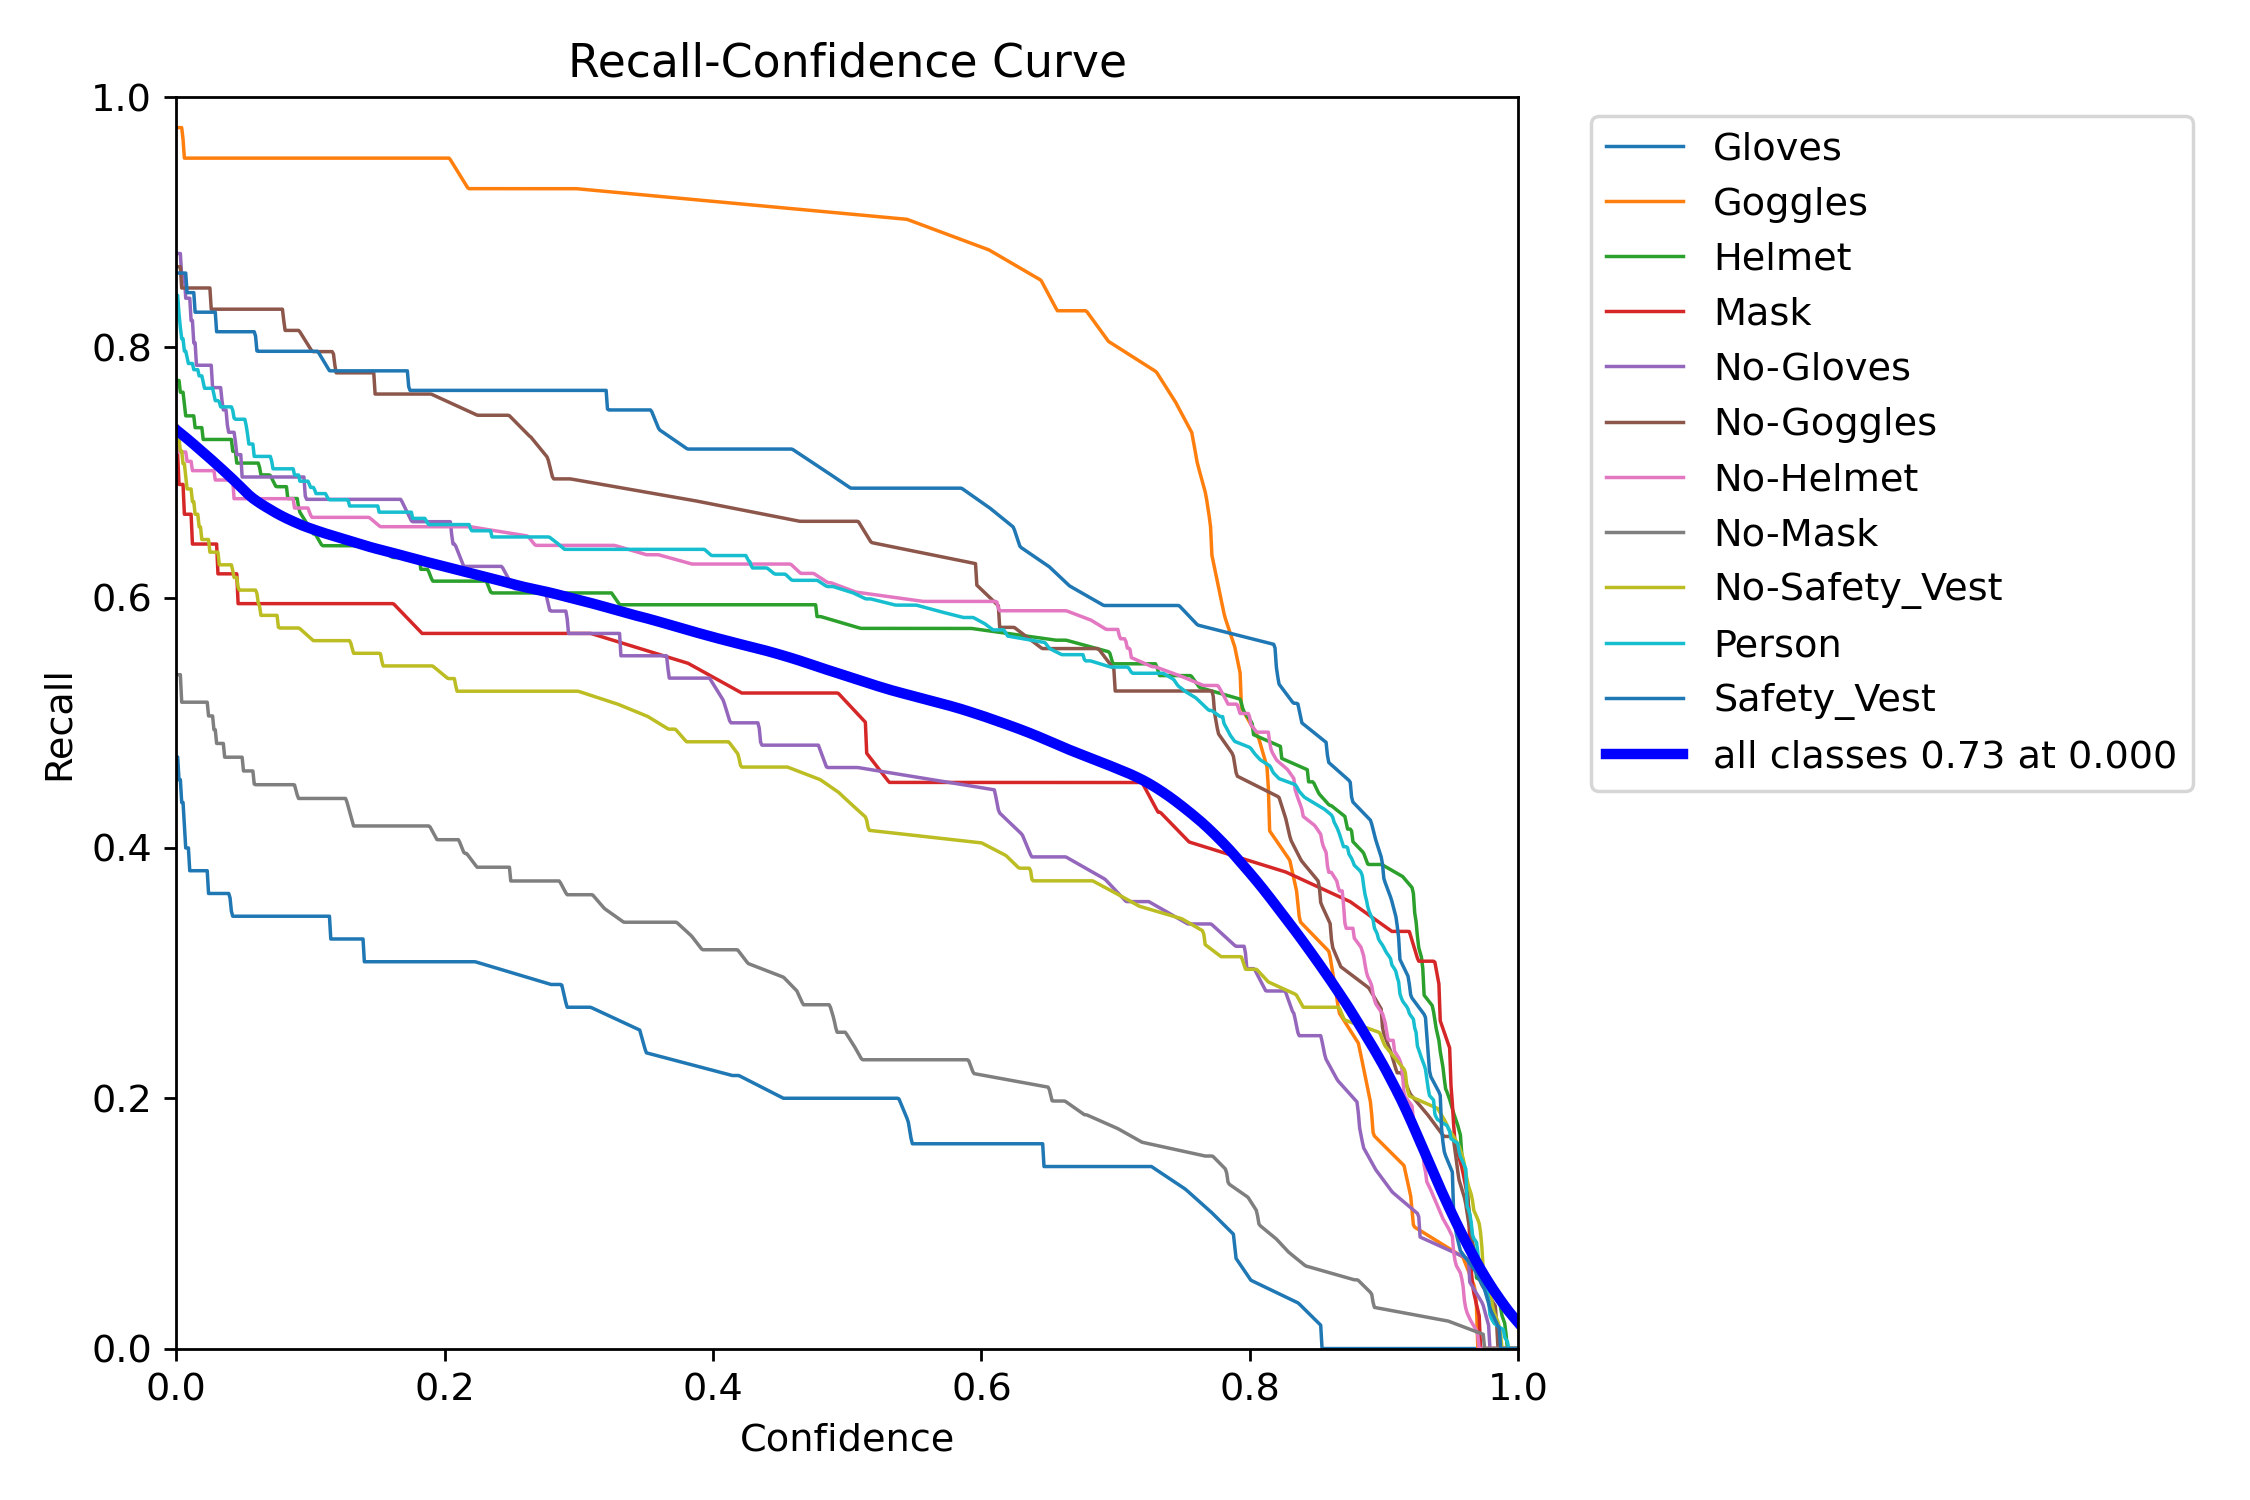 Recall-Confidence Curve
1.0
0.8
0.6
0.4
0.2
0.0
Recall
0.0 0.2 0.4 0.6 0.8 1.0
Confidence
Gloves
Goggles
Helmet
Mask
No-Gloves
No-Goggles
No-Helmet
No-Mask
No-Safety_Vest
Person
Safety_Vest
all classes 0.73 at 0.000